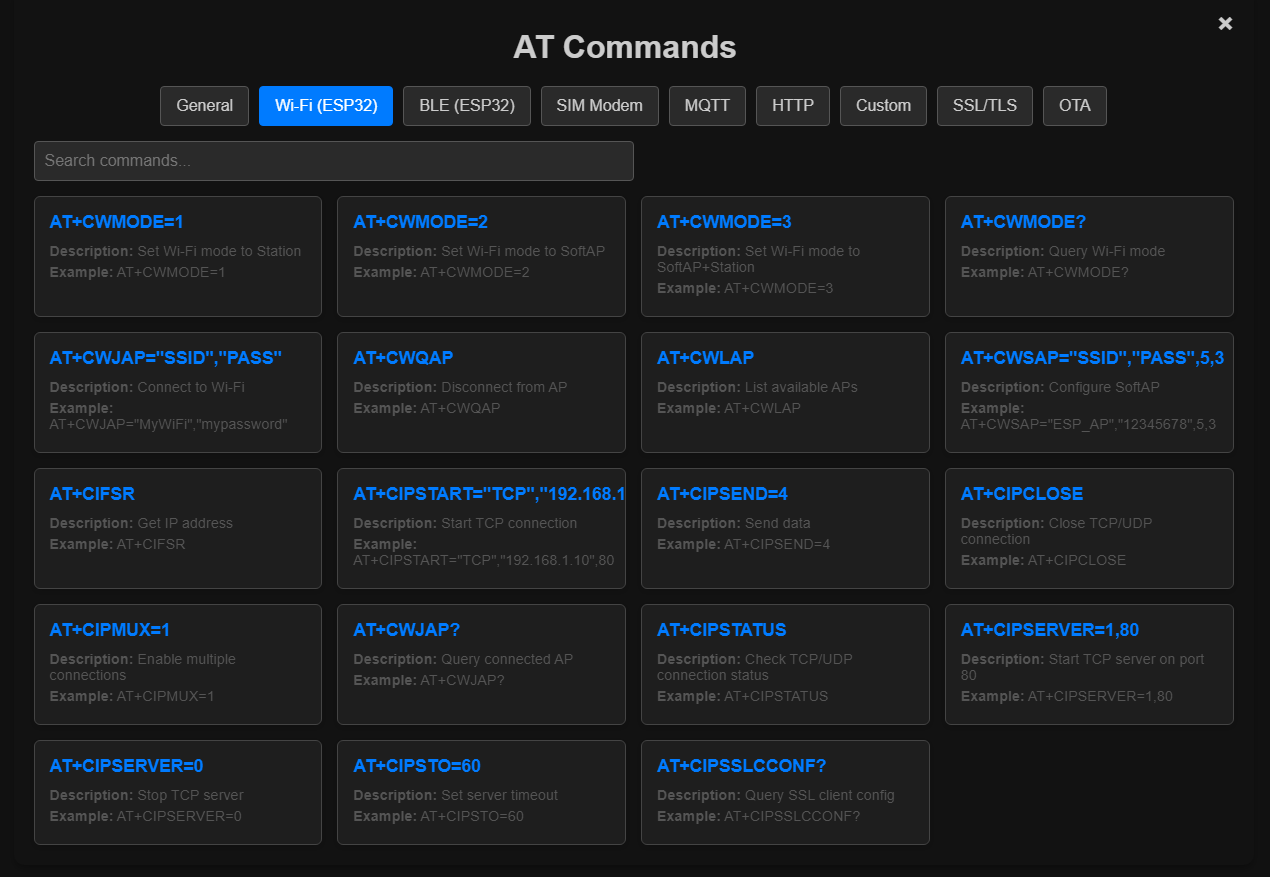 AT Commands
General Wi-Fi (ESP32) BLE (ESP32) SIM Modem MQTT HTTP Custom SSL/TLS OTA
Search commands...
AT+CWMODE=1
Description: Set Wi-Fi mode to Station
Example: AT+CWMODE=1
AT+CWMODE=2
Description: Set Wi-Fi mode to SoftAP
Example: AT+CWMODE=2
AT+CWMODE=3
Description: Set Wi-Fi mode to
SoftAP+Station
Example: AT+CWMODE=3
AT+CWMODE?
Description: Query Wi-Fi mode
Example: AT+CWMODE?
AT+CWJAP="SSID","PASS"
Description: Connect to Wi-Fi
Example:
AT+CWJAP="MyWiFi","mypassword"
AT+CWQAP
Description: Disconnect from AP
Example: AT+CWQAP
AT+CWLAP
Description: List available APs
Example: AT+CWLAP
AT+CWSAP="SSID","PASS",5,3
Description: Configure SoftAP
Example:
AT+CWSAP="ESP_AP","12345678",5,3
AT+CIFSR
Description: Get IP address
Example: AT+CIFSR
AT+CIPSTART="TCP","192.168.1
Description: Start TCP connection
Example:
AT+CIPSTART="TCP","192.168.1.10",80
AT+CIPSEND=4
Description: Send data
Example: AT+CIPSEND=4
AT+CIPCLOSE
Description: Close TCP/UDP
connection
Example: AT+CIPCLOSE
AT+CIPMUX=1
Description: Enable multiple
connections
Example: AT+CIPMUX=1
AT+CWJAP?
Description: Query connected AP
Example: AT+CWJAP?
AT+CIPSTATUS
Description: Check TCP/UDP
connection status
Example: AT+CIPSTATUS
AT+CIPSERVER=1,80
Description: Start TCP server on port
80
Example: AT+CIPSERVER=1,80
AT+CIPSERVER=0
Description: Stop TCP server
Example: AT+CIPSERVER=0
AT+CIPSTO=60
Description: Set server timeout
Example: AT+CIPSTO=60
AT+CIPSSLCCONF?
Description: Query SSL client config
Example: AT+CIPSSLCCONF?